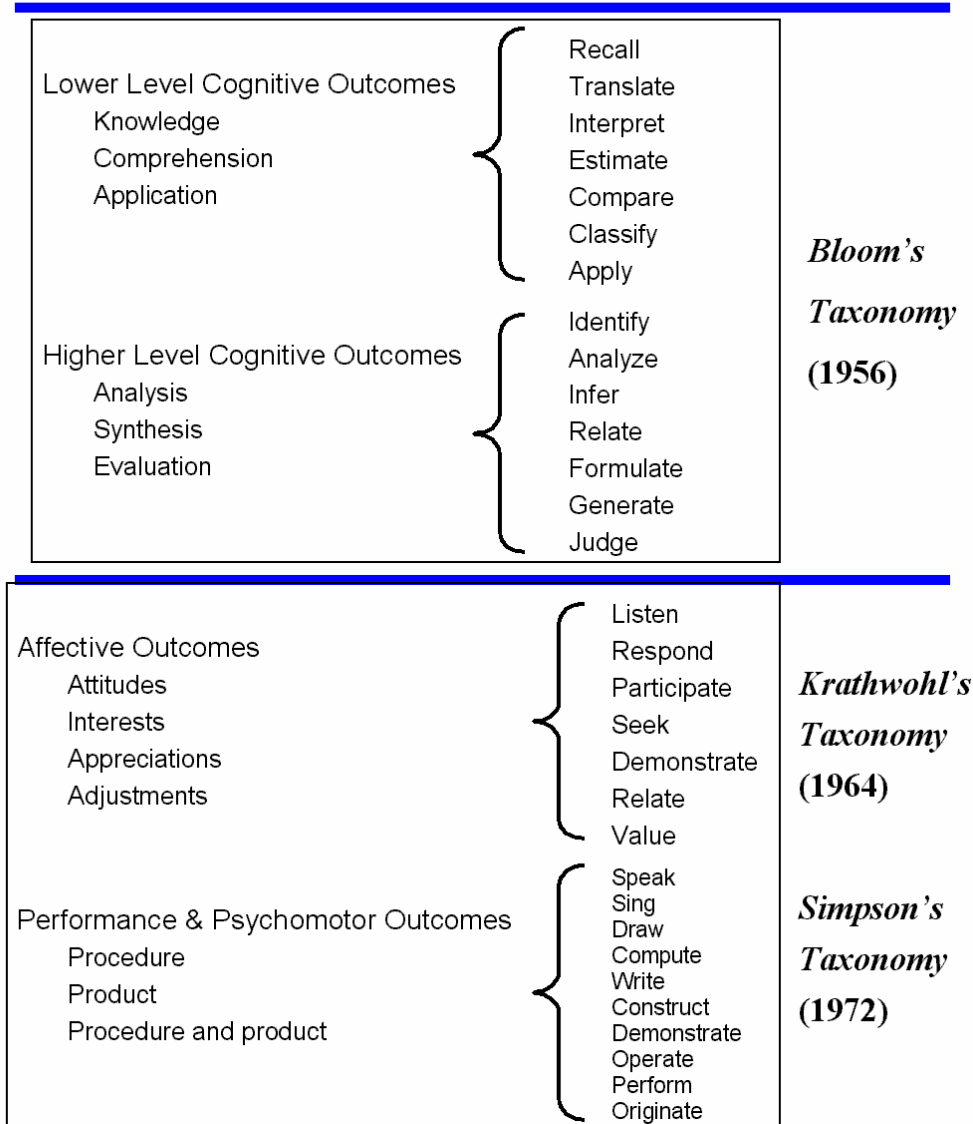 Lower Level Cognitive Outcomes
Knowledge
Comprehension
Application
Recall
Translate
Interpret
Estimate
Compare
Classify
Apply
Higher Level Cognitive Outcomes
Analysis
Synthesis
Evaluation
Identify
Analyze
Infer
Relate
Formulate
Generate
Judge
Bloom's
Taxonomy
(1956)
Affective Outcomes
Attitudes
Interests
Appreciations
Adjustments
Listen
Respond
Participate
Seek
Demonstrate
Relate
Value
Krathwohl's
Taxonomy
(1964)
Performance & Psychomotor Outcomes
Procedure
Product
Procedure and product
Speak
Sing
Draw
Compute
Write
Construct
Demonstrate
Operate
Perform
Originate
Simpson's
Taxonomy
(1972)